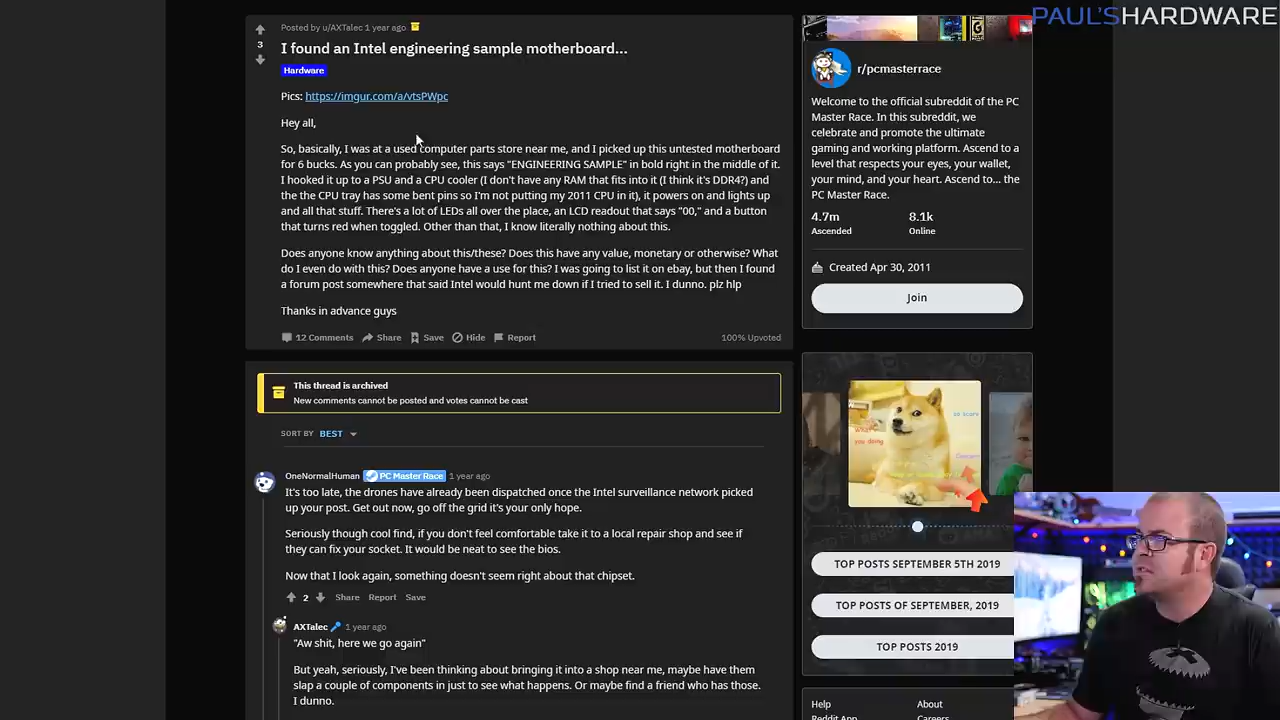 PAUL'SHARDWARE
Posted by u/AXTalec 1 year ago
3
I found an Intel engineering sample motherboard...
Hardware
Pics: https://imgur.com/a/vtsPWpc
Hey all,
So, basically, I was at a used computer parts store near me, and I picked up this untested motherboard
for 6 bucks. As you can probably see, this says "ENGINEERING SAMPLE" in bold right in the middle of it.
I hooked it up to a PSU and a CPU cooler (I don't have any RAM that fits into it (I think it's DDR4?) and
the the CPU tray has some bent pins so I'm not putting my 2011 CPU in it), it powers on and lights up
and all that stuff. There's a lot of LEDs all over the place, an LCD readout that says "00," and a button
that turns red when toggled. Other than that, I know literally nothing about this.
Does anyone know anything about this/these? Does this have any value, monetary or otherwise? What
do I even do with this? Does anyone have a use for this? I was going to list it on ebay, but then I found
a forum post somewhere that said Intel would hunt me down if I tried to sell it. I dunno. plz hlp
Thanks in advance guys
12 Comments Share Save Hide Report 100% Upvoted
This thread is archived
New comments cannot be posted and votes cannot be cast
SORT BY BEST
OneNormalHuman PC Master Race 1 year ago
It's too late, the drones have already been dispatched once the Intel surveillance network picked
up your post. Get out now, go off the grid it's your only hope.
Seriously though cool find, if you don't feel comfortable take it to a local repair shop and see if
they can fix your socket. It would be neat to see the bios.
Now that I look again, something doesn't seem right about that chipset.
2 Share Report Save
AXTalec 1 year ago
"Aw shit, here we go again"
But yeah, seriously, I've been thinking about bringing it into a shop near me, maybe have them
slap a couple of components in just to see what happens. Or maybe find a friend who has those.
I dunno.
r/pcmasterrace
Welcome to the official subreddit of the PC
Master Race. In this subreddit, we
celebrate and promote the ultimate
gaming and working platform. Ascend to a
level that respects your eyes, your wallet,
your mind, and your heart. Ascend to... the
PC Master Race.
4.7m 8.1k
Ascended Online
Created Apr 30, 2011
Join
TOP POSTS SEPTEMBER 5TH 2019
TOP POSTS OF SEPTEMBER, 2019
TOP POSTS 2019
Help About
Reddit App Careers